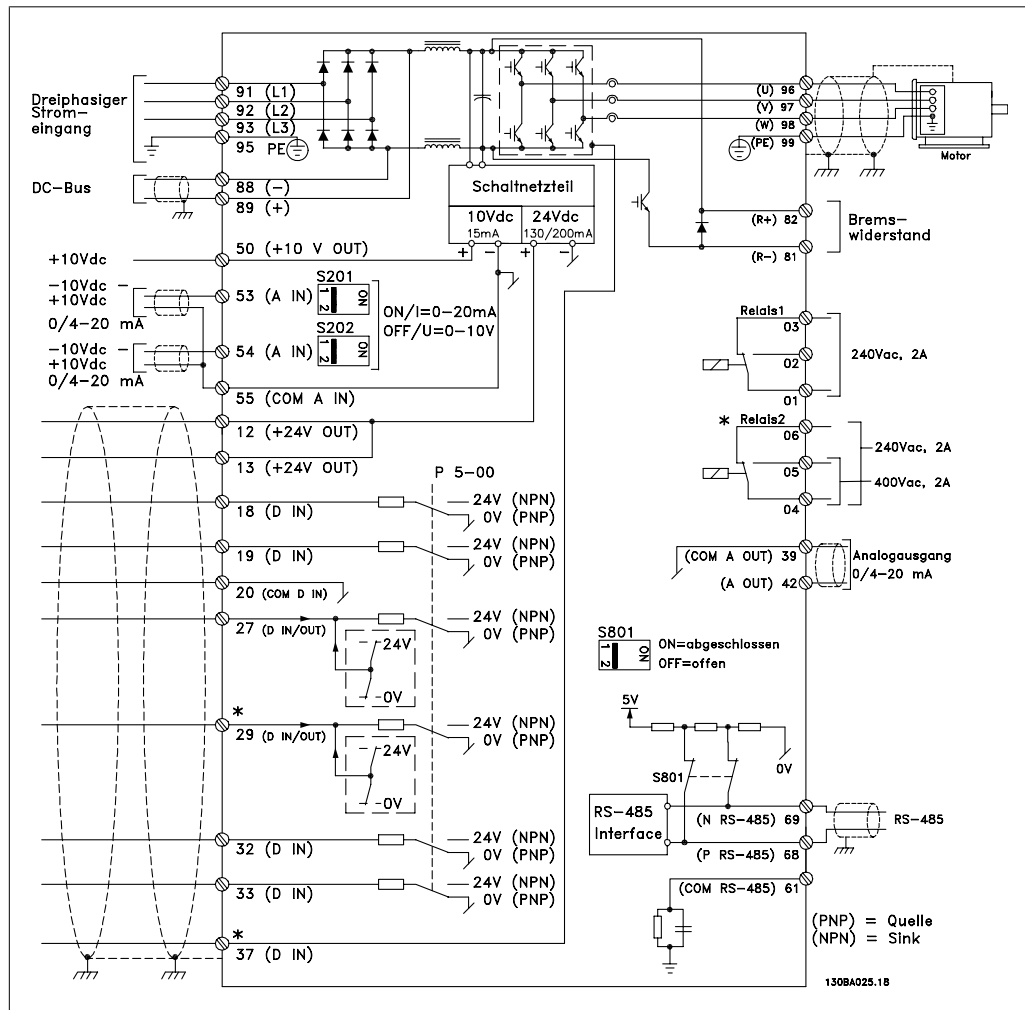 Dreiphasiger
Strom-
eingang
91 (L1)
92 (L2)
93 (L3)
95 PE
DC-Bus
88 (-)
89 (+)
+10Vdc
50 (+10 V OUT)
-10Vdc -
+10Vdc
0/4-20 mA
53 (A IN)
S201
1 2
ON
ON/I=0-20mA
OFF/U=0-10V
S202
1 2
ON
-10Vdc -
+10Vdc
0/4-20 mA
54 (A IN)
55 (COM A IN)
12 (+24V OUT)
13 (+24V OUT)
P 5-00
18 (D IN)
24V (NPN)
0V (PNP)
19 (D IN)
24V (NPN)
0V (PNP)
20 (COM D IN)
27 (D IN/OUT)
24V (NPN)
0V (PNP)
24V
0V
*
29 (D IN/OUT)
24V (NPN)
0V (PNP)
24V
0V
32 (D IN)
24V (NPN)
0V (PNP)
33 (D IN)
24V (NPN)
0V (PNP)
*
37 (D IN)
Schaltnetzteil
10Vdc
15mA
24Vdc
130/200mA
+ - + -
(U) 96
(V) 97
(W) 98
(PE) 99
Motor
(R+) 82
(R-) 81
Brems-
widerstand
Relais1
03
02
01
240Vac, 2A
* Relais2
06
05
04
240Vac, 2A
400Vac, 2A
(COM A OUT) 39
(A OUT) 42
Analogausgang
0/4-20 mA
S801
1 2
ON
ON=abgeschlossen
OFF=offen
5V
0V
S801
RS-485
Interface
(N RS-485) 69
(P RS-485) 68
RS-485
(COM RS-485) 61
(PNP) = Quelle
(NPN) = Sink
130BA025.18